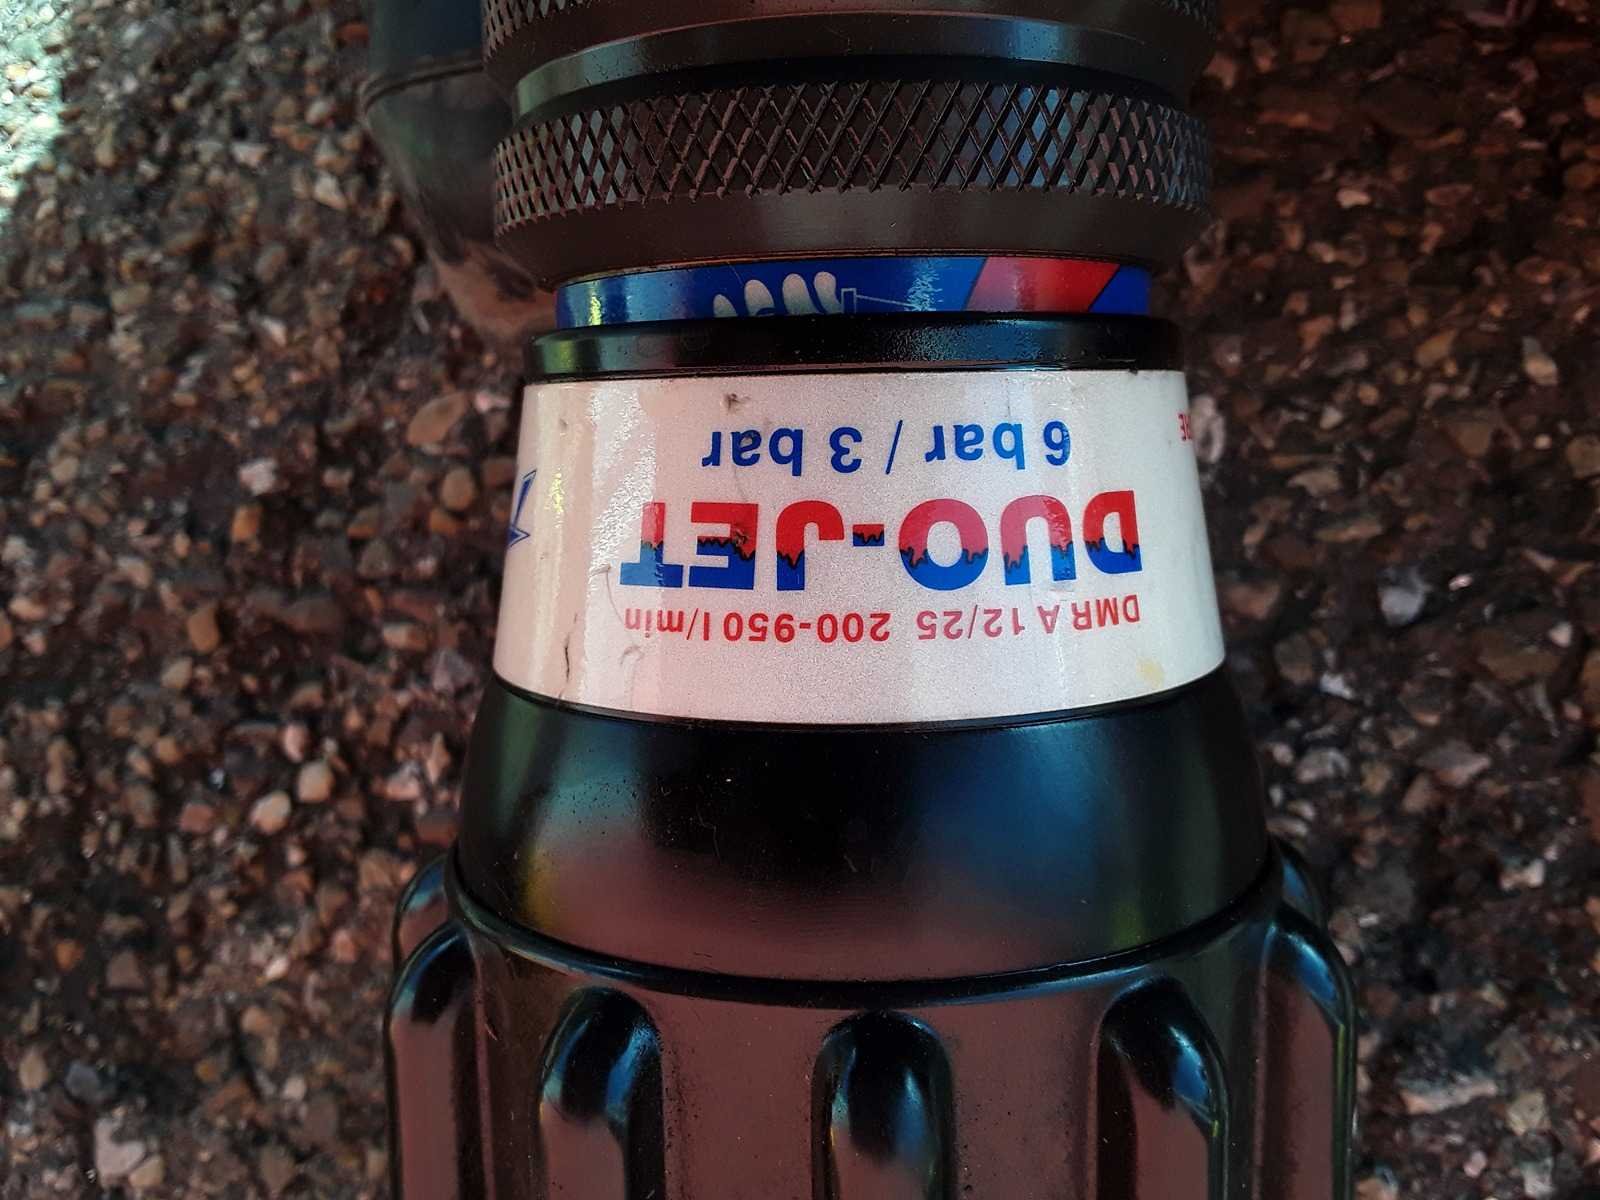 DMR A 12/25 200-950 l/min
DUO-JET
6 bar / 3 bar